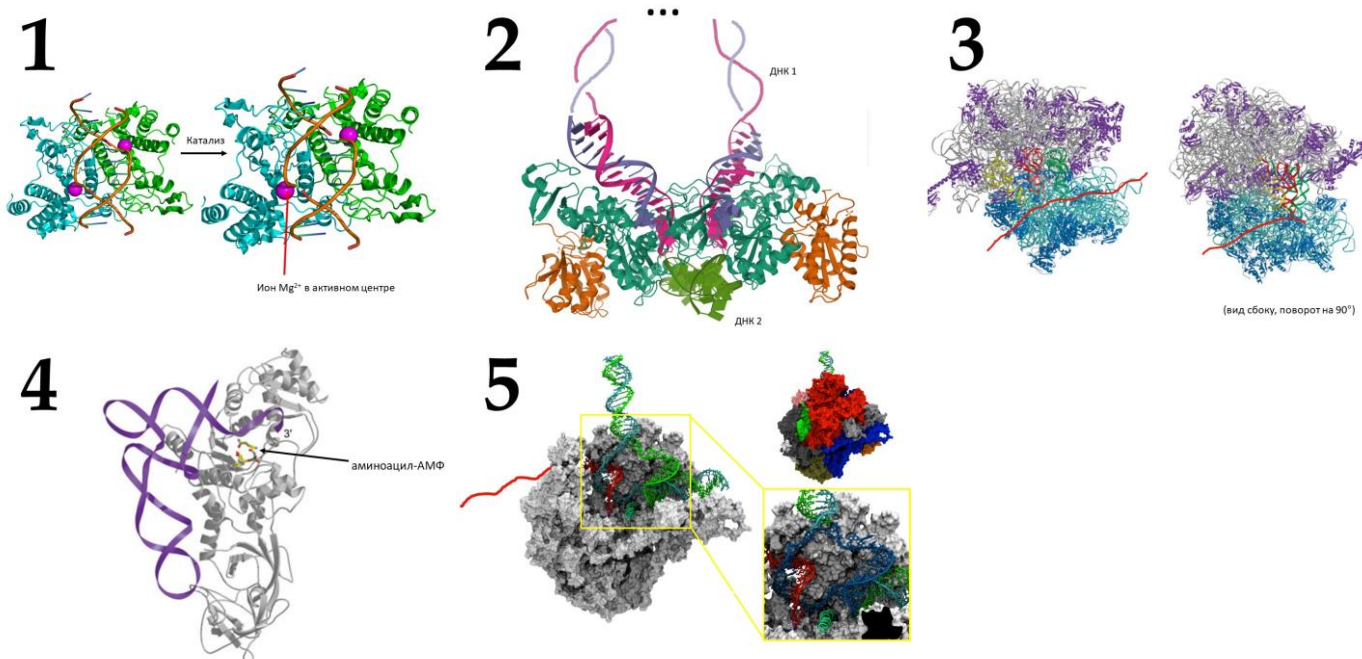 1
2
3
...
ДНК 1
Катализ
Ион Mg²⁺ в активном центре
ДНК 2
(вид сбоку, поворот на 90°)
4
5
3'
аминоацил-АМФ